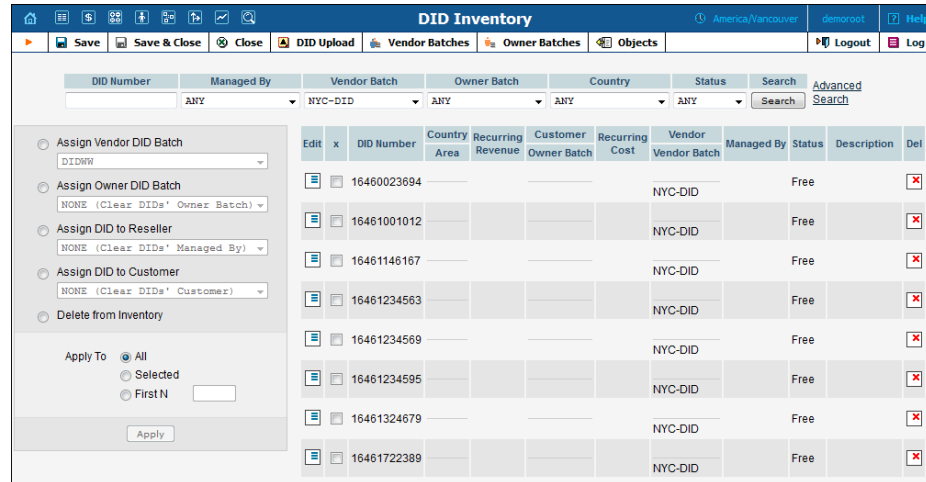 DID Inventory America/Vancouver demoroot ? Help
Save Save & Close Close DID Upload Vendor Batches Owner Batches Objects Logout Log
DID Number Managed By Vendor Batch Owner Batch Country Status Search Advanced
ANY NYC-DID ANY ANY ANY Search Search
Assign Vendor DID Batch
DIDWW
Assign Owner DID Batch
NONE (Clear DIDs' Owner Batch)
Assign DID to Reseller
NONE (Clear DIDs' Managed By)
Assign DID to Customer
NONE (Clear DIDs' Customer)
Delete from Inventory
Apply To All
Selected
First N
Apply
Edit x DID Number Country Recurring Customer Recurring Vendor Managed By Status Description Del
Area Revenue Owner Batch Cost Vendor Batch
16460023694 Free
NYC-DID
16461001012 Free
NYC-DID
16461146167 Free
NYC-DID
16461234563 Free
NYC-DID
16461234569 Free
NYC-DID
16461234595 Free
NYC-DID
16461324679 Free
NYC-DID
16461722389 Free
NYC-DID